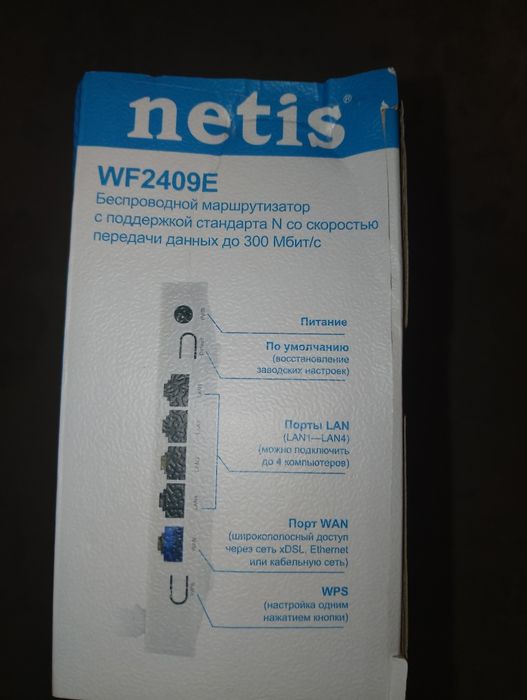 netis®
WF2409E
Беспроводной маршрутизатор
с поддержкой стандарта N со скоростью
передачи данных до 300 Мбит/с
Питание
По умолчанию
(восстановление
заводских настроек)
Порты LAN
(LAN1—LAN4)
(можно подключить
до 4 компьютеров)
Порт WAN
(широкополосный доступ
через сеть xDSL, Ethernet
или кабельную сеть)
WPS
(настройка одним
нажатием кнопки)